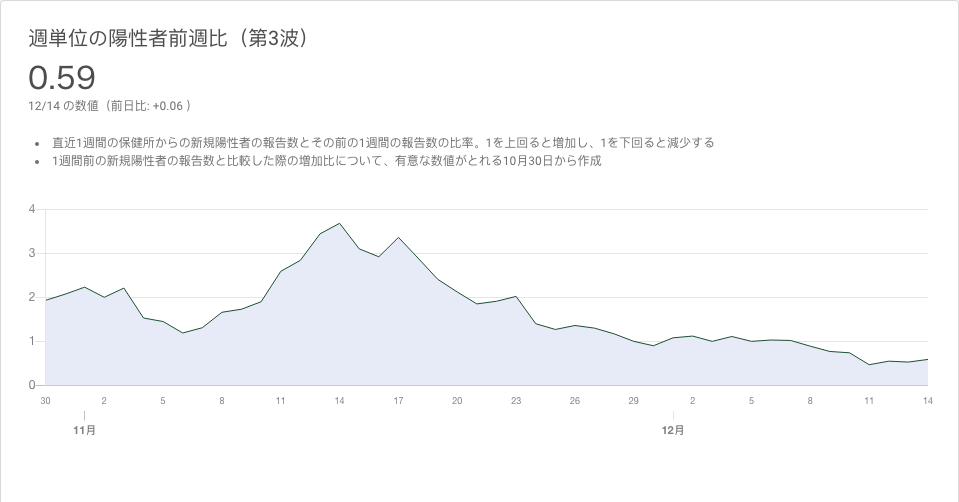 週単位の陽性者前週比（第3波）
0.59
12/14 の数値（前日比: +0.06 ）
• 直近1週間の保健所からの新規陽性者の報告数とその前の1週間の報告数の比率。1を上回ると増加し、1を下回ると減少する
• 1週間前の新規陽性者の報告数と比較した際の増加比について、有意な数値がとれる10月30日から作成
4
3
2
1
0
30 2 5 8 11 14 17 20 23 26 29 2 5 8 11 14
11月 12月